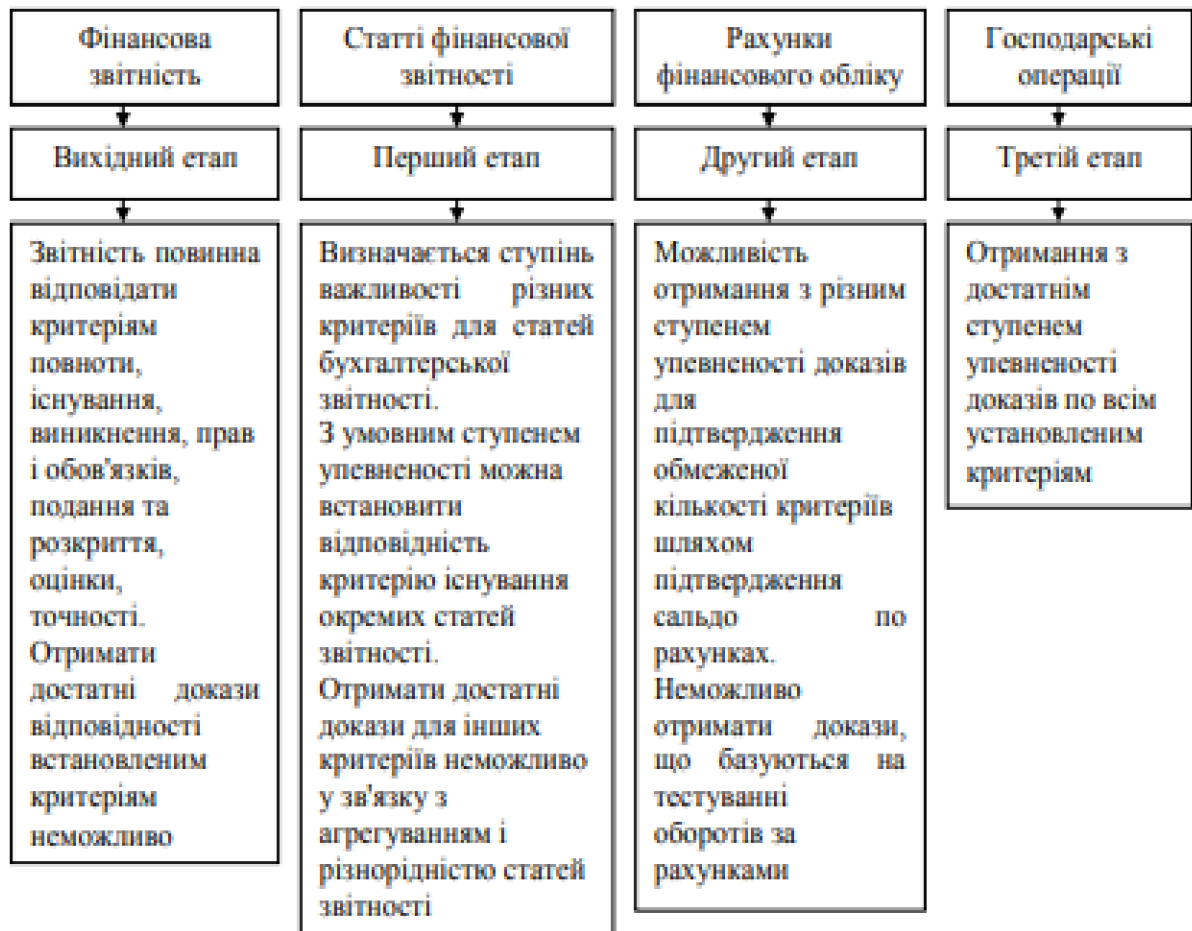 Фінансова
звітність
Вихідний етап
Звітність повинна
відповідати
критеріям
повноти,
існування,
виникнення, прав
і обов'язків,
подання та
розкриття,
оцінки,
точності.
Отримати
достатні докази
відповідності
встановленим
критеріям
неможливо
Статті фінансової
звітності
Перший етап
Визначається ступінь
важливості різних
критеріїв для статей
бухгалтерської
звітності.
З умовним ступенем
упевненості можна
встановити
відповідність
критерію існування
окремих статей
звітності.
Отримати достатні
докази для інших
критеріїв неможливо
у зв'язку з
агрегуванням і
різнорідністю статей
звітності
Рахунки
фінансового обліку
Другий етап
Можливість
отримання з різним
ступенем
упевненості доказів
для
підтвердження
обмеженої
кількості критеріїв
шляхом
підтвердження
сальдо по
рахунках.
Неможливо
отримати докази,
що базуються на
тестуванні
оборотів за
рахунками
Господарські
операції
Третій етап
Отримання з
достатнім
ступенем
упевненості
доказів по всім
установленим
критеріям